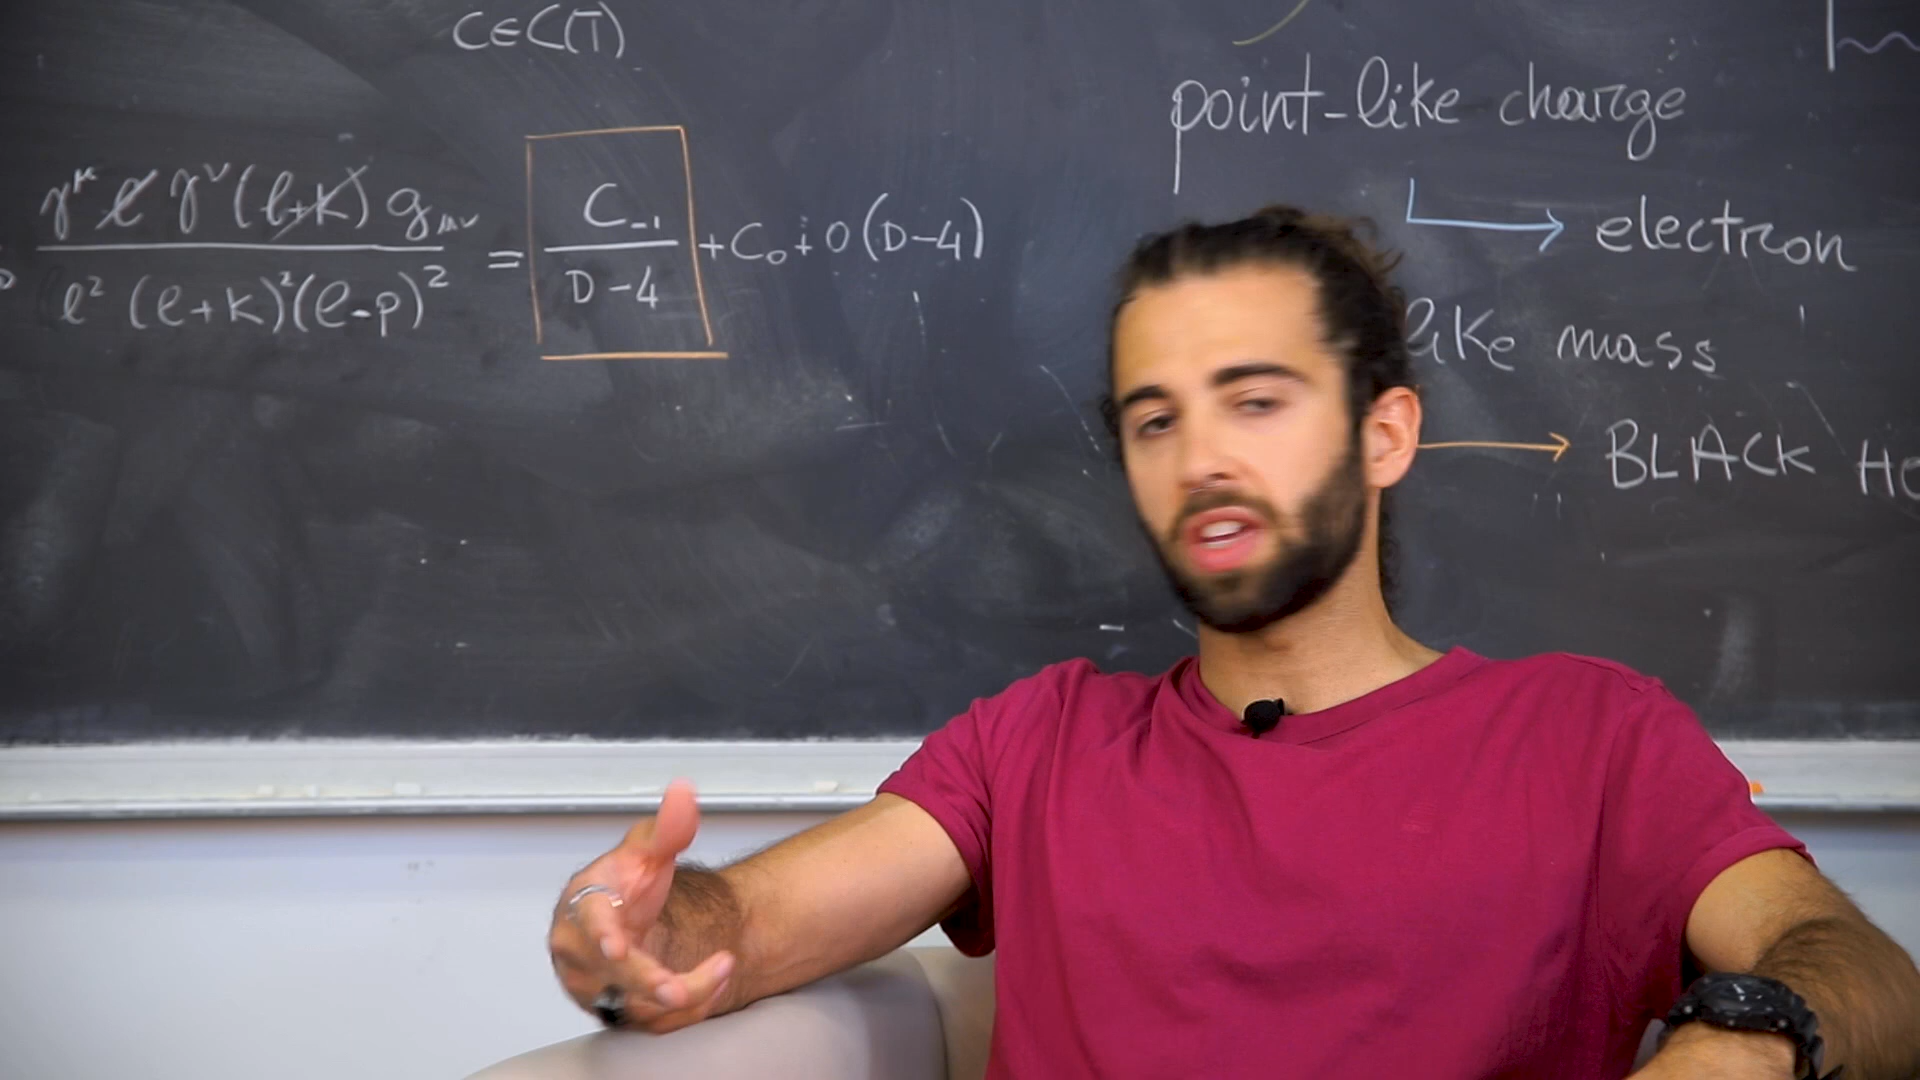 C∈C(T)
γ^μ ℓ̸ γ^ν (ℓ̸+k̸) g_μν
ℓ² (ℓ+k)²(ℓ-p)²
= C₋₁ / D-4 + C₀ + O(D-4)
point-like charge
→ electron
like mass
→ BLACK